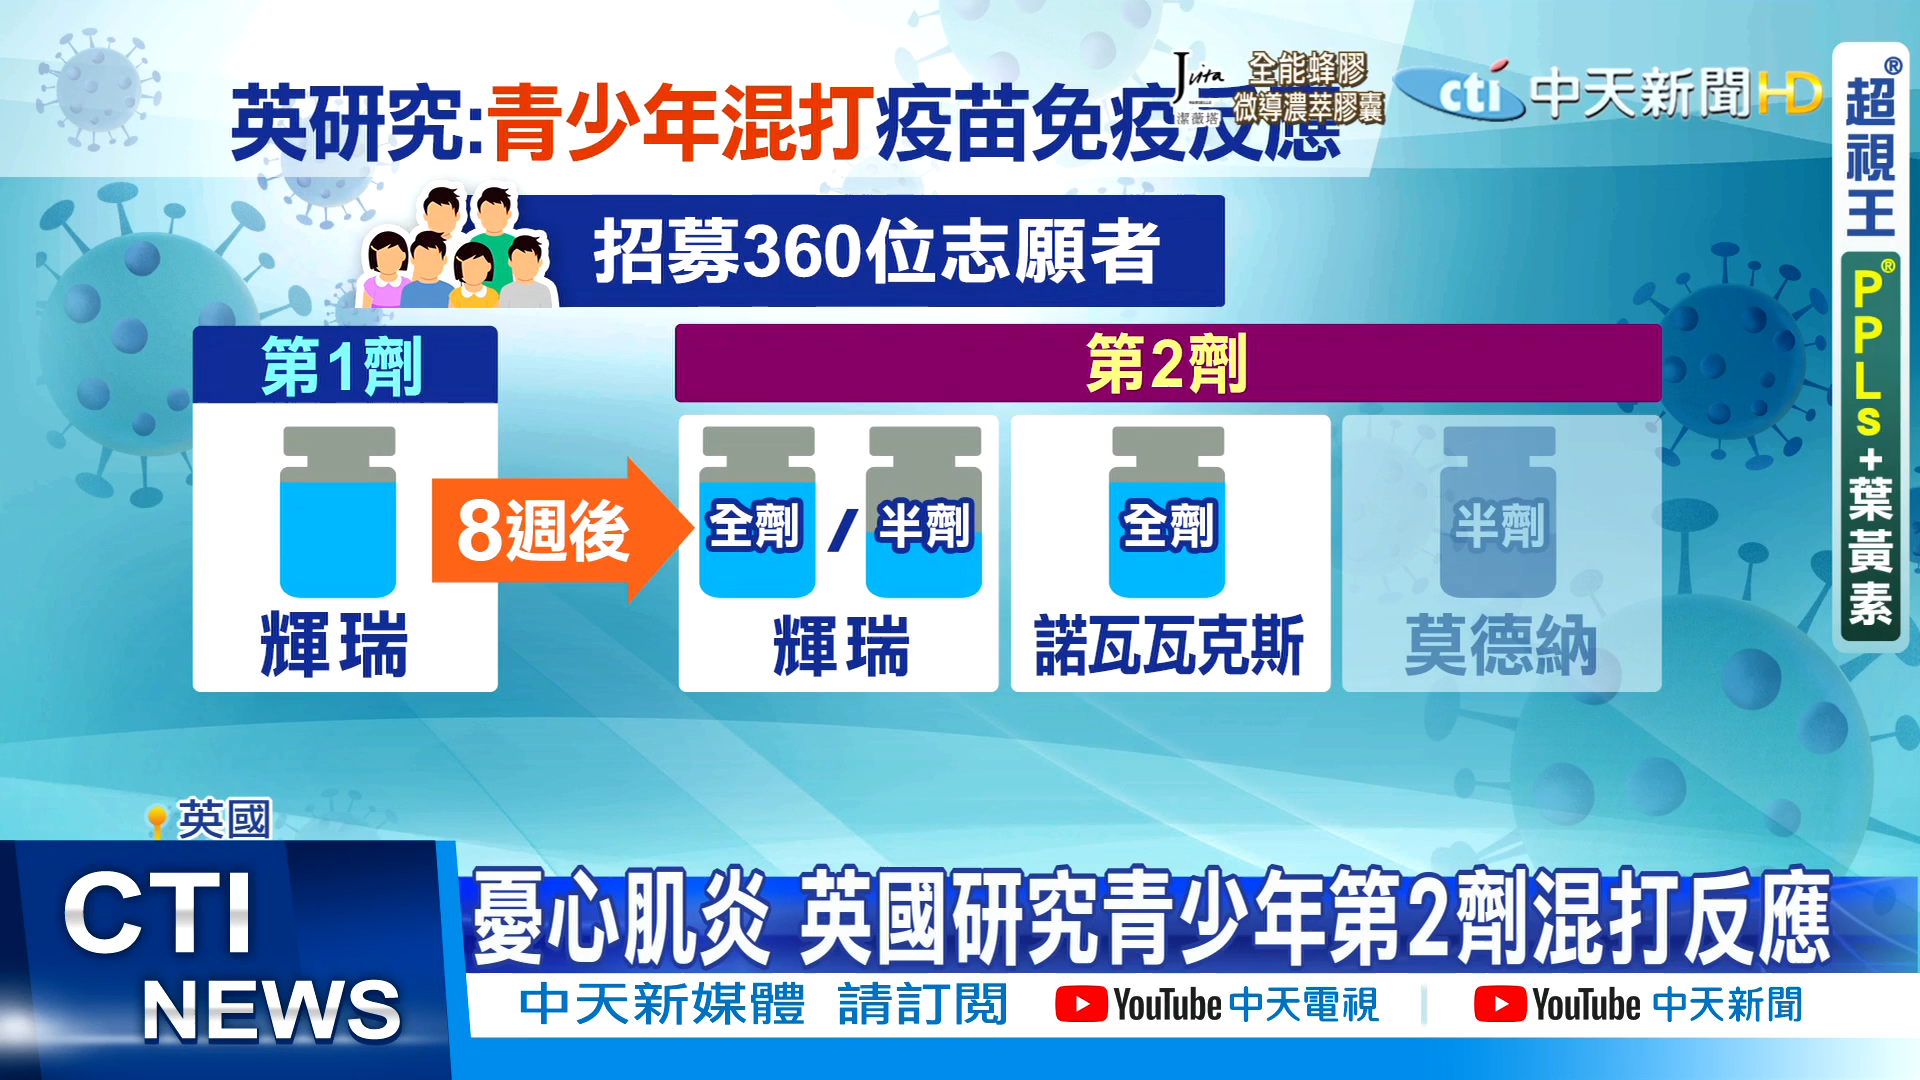 英研究:青少年混打疫苗免疫反應
Jvita
潔薇塔
全能蜂膠
微導濃萃膠囊
cti 中天新聞HD
招募360位志願者
第1劑
第2劑
8週後
全劑 / 半劑
全劑
半劑
輝瑞
輝瑞
諾瓦瓦克斯
莫德納
超視王®
PPLs®+葉黃素
英國
CTI
NEWS
憂心肌炎 英國研究青少年第2劑混打反應
中天新媒體 請訂閱 YouTube 中天電視 | YouTube 中天新聞